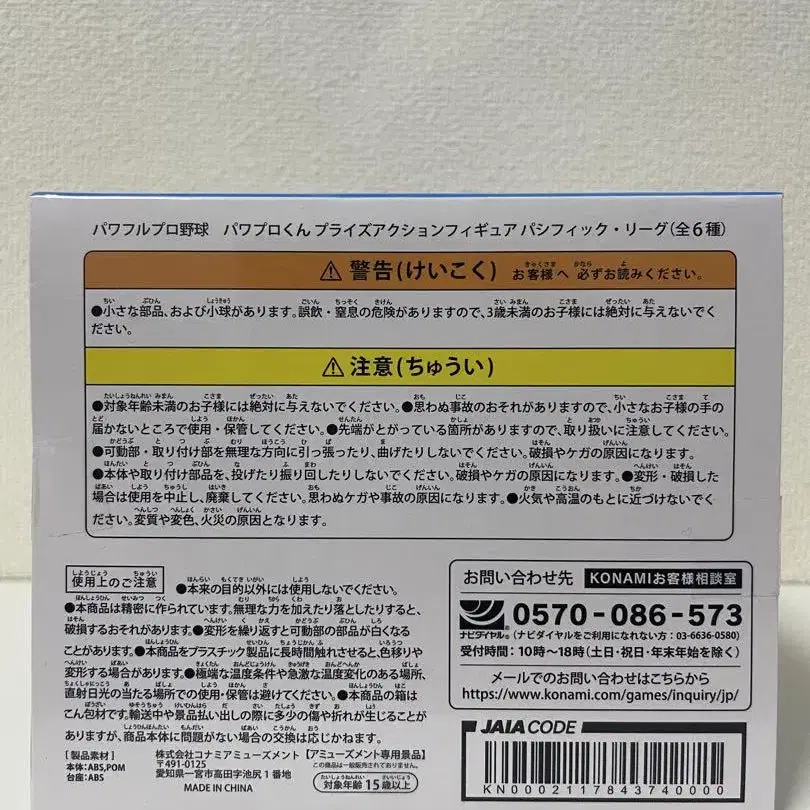 パワフルプロ野球　パワプロくん プライズアクションフィギュア パシフィック・リーグ(全6種)
⚠ 警告(けいこく) お客様へ 必ずお読みください。
●小さな部品、および小球があります。誤飲・窒息の危険がありますので、3歳未満のお子様には絶対に与えないでく
ださい。
⚠ 注意(ちゅうい)
●対象年齢未満のお子様には絶対に与えないでください。●思わぬ事故のおそれがありますので、小さなお子様の手の
届かないところで使用・保管してください。●先端がとがっている箇所がありますので、取り扱いに注意してください。
●可動部・取り付け部を無理な方向に引っ張ったり、曲げたりしないでください。破損やケガの原因になります。
●本体や取り付け部品を、投げたり振り回したりしないでください。破損やケガの原因になります。●変形・破損した
場合は使用を中止し、廃棄してください。思わぬケガや事故の原因になります。●火気や高温のもとに近づけないでく
ださい。変質や変色、火災の原因となります。
使用上のご注意
●本来の目的以外には使用しないでください。
●本商品は精密に作られています。無理な力を加えたり落としたりすると、
破損するおそれがあります。●変形を繰り返すと可動部の部品が白くなる
ことがあります。●本商品をプラスチック製品に長時間触れさせると、色移りや
変形する場合があります。●極端な温度条件や急激な温度変化のある場所、
直射日光の当たる場所での使用・保管は避けてください。●本商品の箱は
こん包材です。輸送中や景品払い出しの際に多少の傷や折れが生じることが
ありますが、商品本体に問題がない場合の交換は応じかねます。
[製品素材]
本体:ABS,POM
台座:ABS
株式会社コナミアミューズメント
〒491-0125
愛知県一宮市高田字池尻1番地
MADE IN CHINA
[アミューズメント専用景品]
この商品は一般販売されておりません。
対象年齢 15歳以上
お問い合わせ先 KONAMIお客様相談室
ナビダイヤル® 0570-086-573
(ナビダイヤルをご利用になれない方:03-6636-0580)
受付時間:10時〜18時(土日・祝日・年末年始を除く)
メールでのお問い合わせはこちらから
https://www.konami.com/games/inquiry/jp/
JAIA CODE
KN0002117843740000